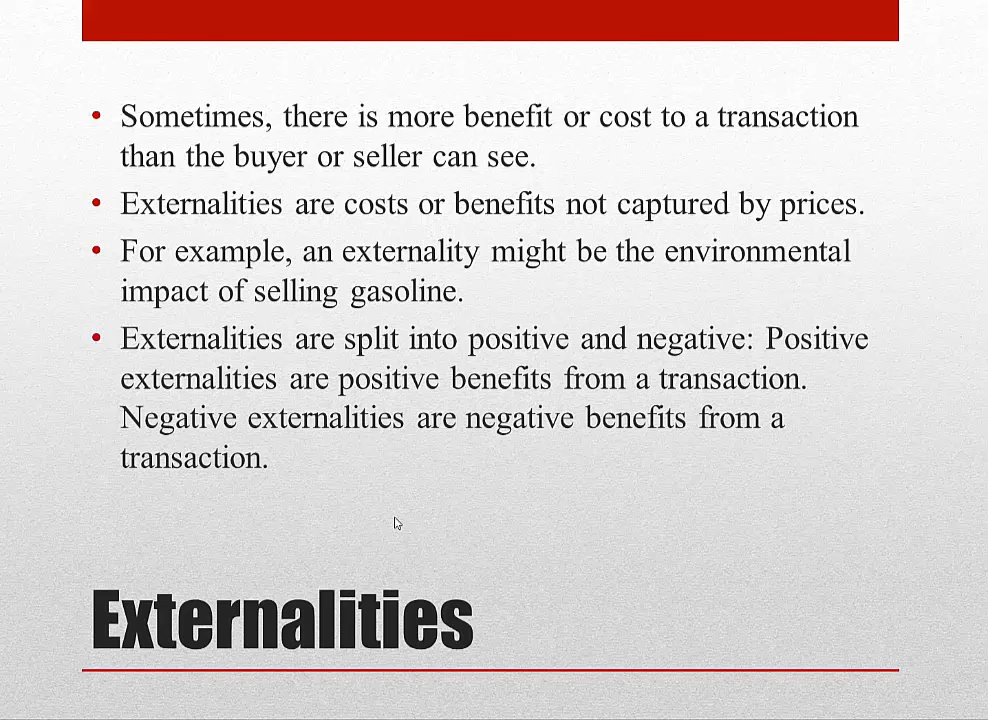 • Sometimes, there is more benefit or cost to a transaction
than the buyer or seller can see.
• Externalities are costs or benefits not captured by prices.
• For example, an externality might be the environmental
impact of selling gasoline.
• Externalities are split into positive and negative: Positive
externalities are positive benefits from a transaction.
Negative externalities are negative benefits from a
transaction.
Externalities